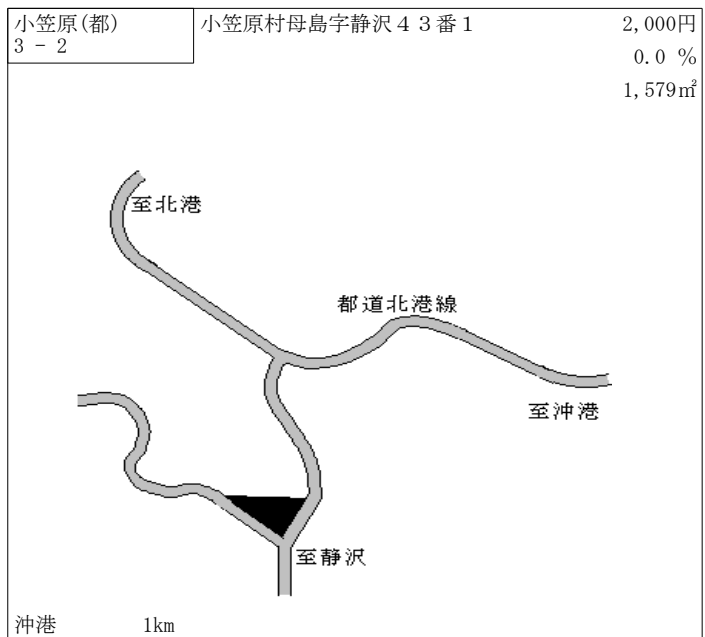 小笠原(都) 小笠原村母島字静沢４３番１ 2,000円
3 - 2
0.0 %
1,579㎡
至北港
都道北港線
至沖港
至静沢
沖港 1km